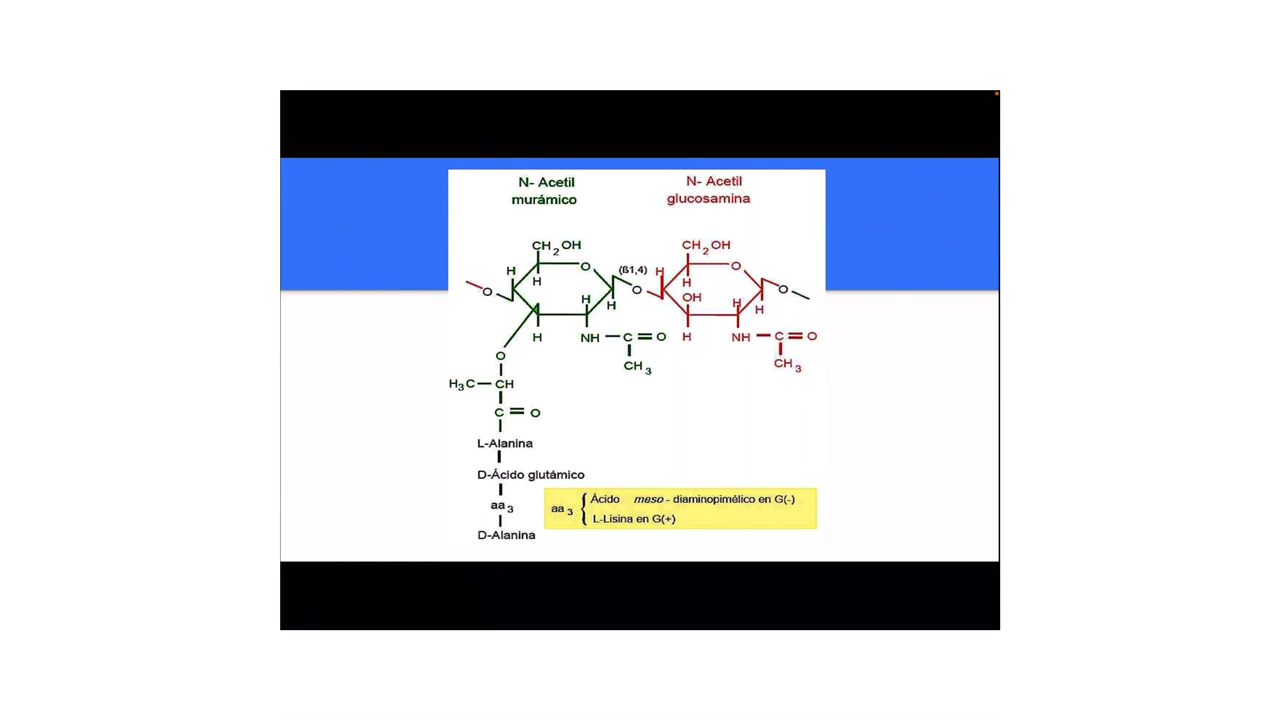 N- Acetil
murámico
N- Acetil
glucosamina
CH2OH
CH2OH
O
(ß1,4)
O
H
H
H
H
O
O
H
OH
H
H
H
O
H
H
NH
C
O
H
NH
C
O
CH3
CH3
O
H3C
CH
C
O
L-Alanina
D-Ácido glutámico
aa3
D-Alanina
aa3
Ácido meso - diaminopimélico en G(-)
L-Lisina en G(+)